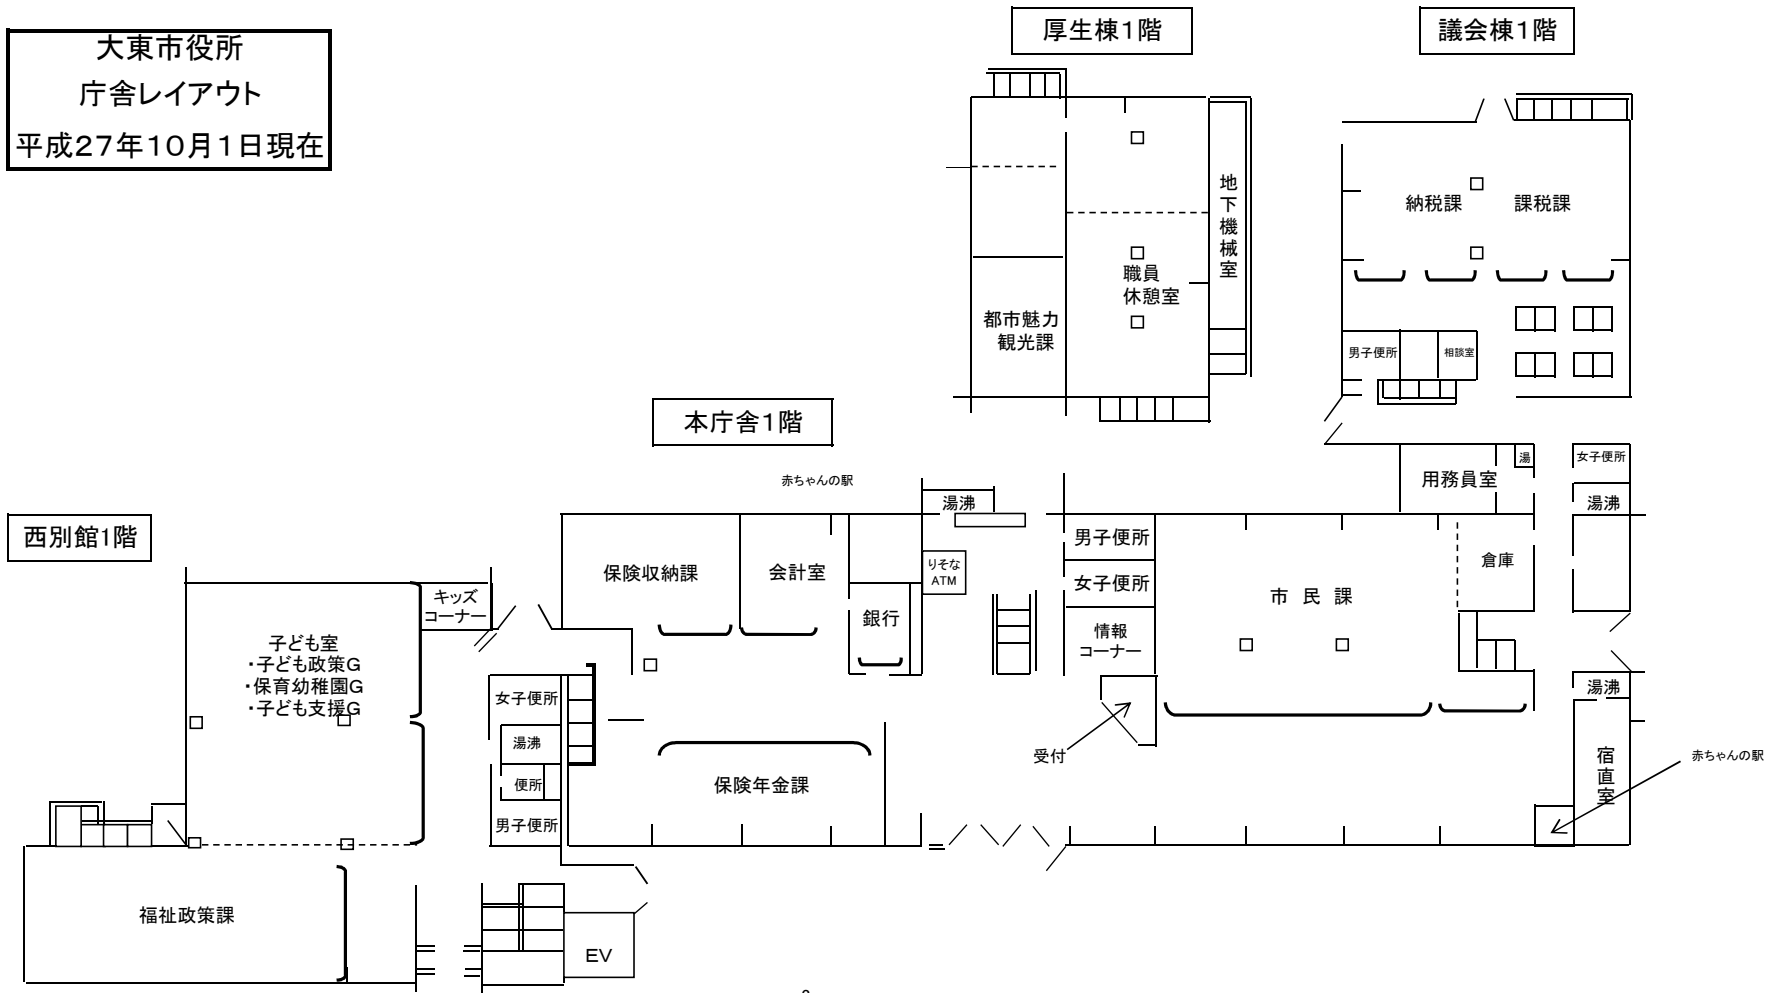 大東市役所
庁舎レイアウト
平成27年10月1日現在
厚生棟1階
議会棟1階
地下機械室
納税課
課税課
職員
休憩室
都市魅力
観光課
男子便所
相談室
本庁舎1階
赤ちゃんの駅
湯沸
用務員室
湯
女子便所
湯沸
西別館1階
男子便所
女子便所
情報
コーナー
りそな
ATM
保険収納課
会計室
銀行
市民課
倉庫
キッズ
コーナー
子ども室
・子ども政策G
・保育幼稚園G
・子ども支援G
女子便所
湯沸
便所
男子便所
保険年金課
受付
湯沸
宿直室
赤ちゃんの駅
福祉政策課
EV